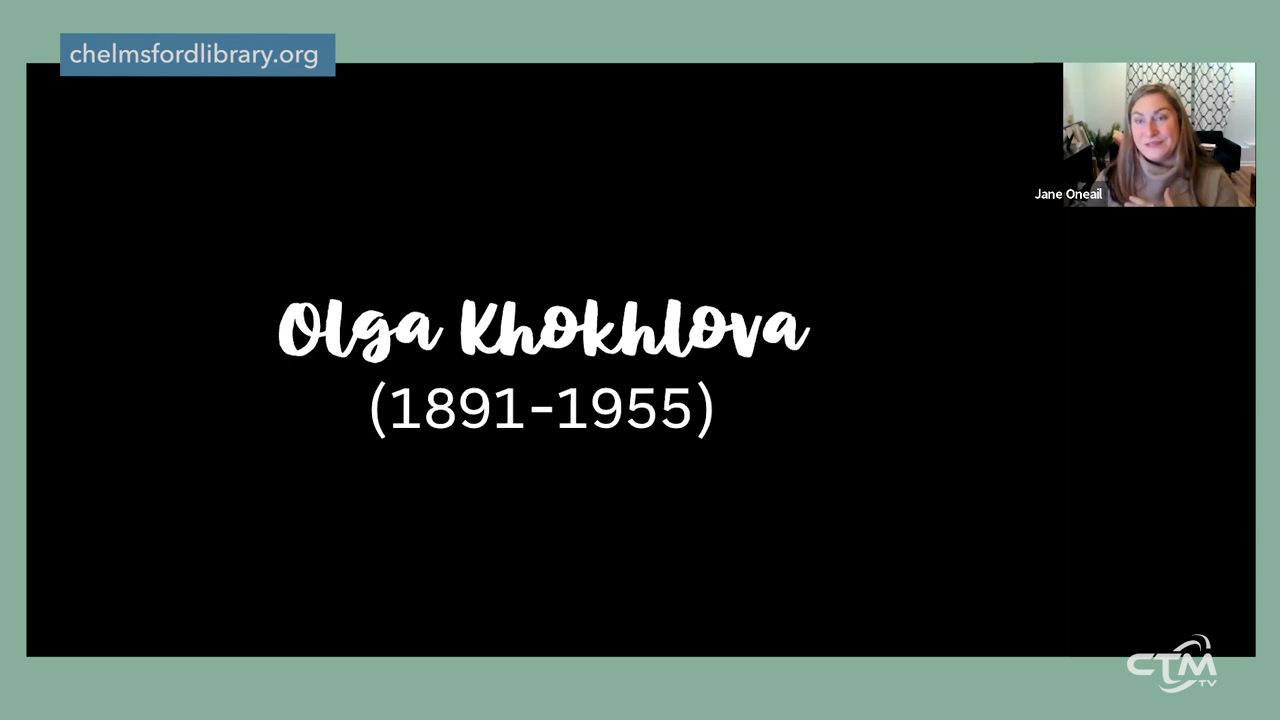 chelmsfordlibrary.org
Jane Oneail
Olga Khokhlova
(1891-1955)
CTM
TV